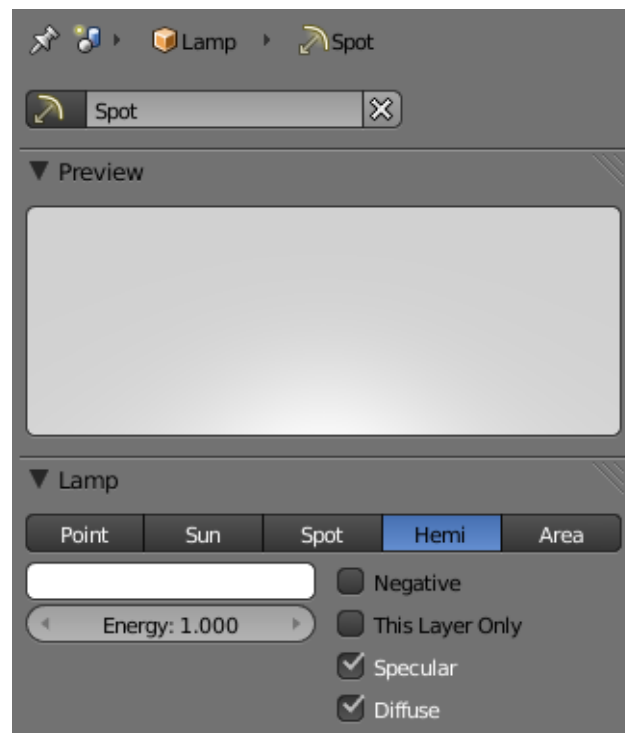 Lamp Spot
Spot
Preview
Lamp
Point Sun Spot Hemi Area
Negative
Energy: 1.000 This Layer Only
Specular
Diffuse